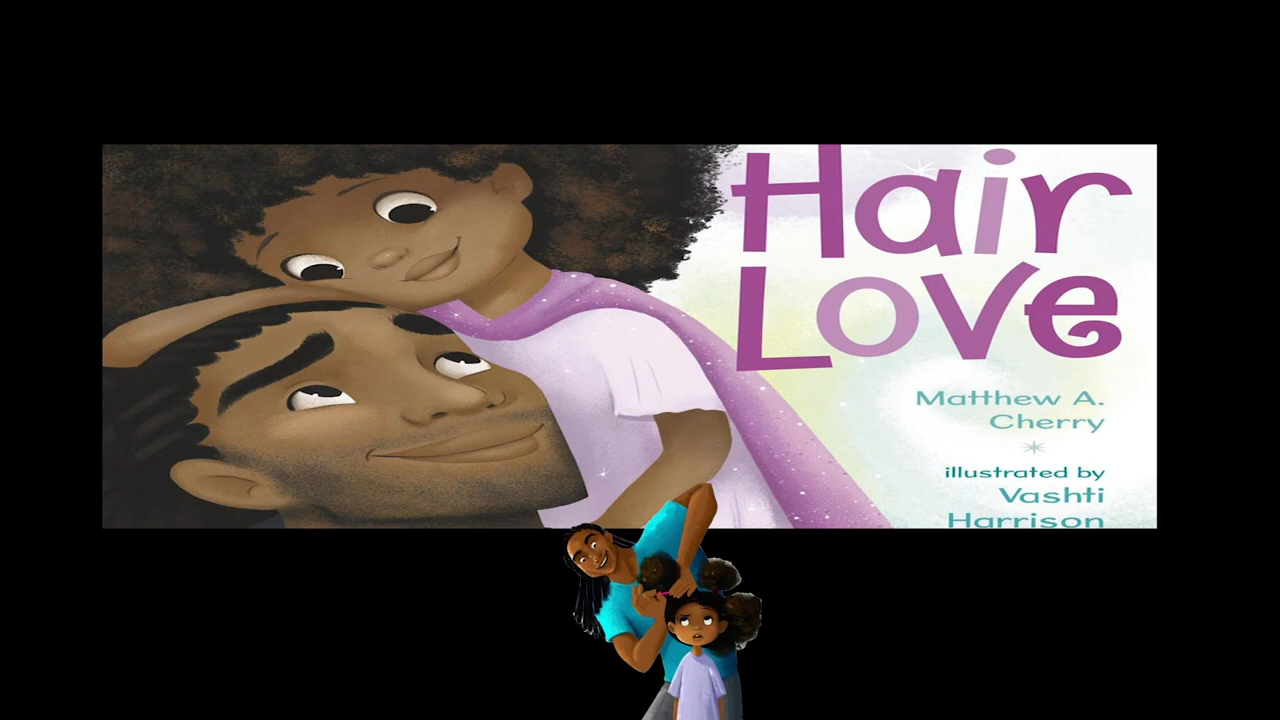 Hair
Love
Matthew A.
Cherry
illustrated by
Vashti
Harrison